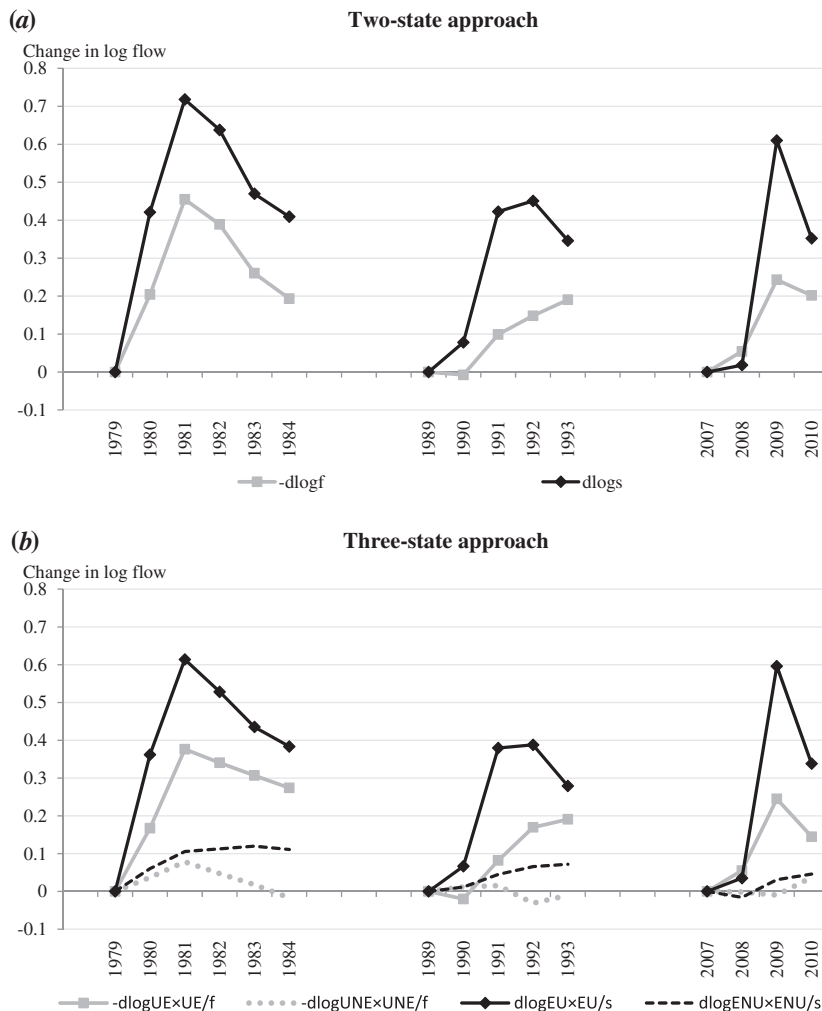 (a) Two-state approach
Change in log flow
0.8
0.7
0.6
0.5
0.4
0.3
0.2
0.1
0
-0.1
1979 1980 1981 1982 1983 1984 1989 1990 1991 1992 1993 2007 2008 2009 2010
-dlogf dlogs
(b) Three-state approach
Change in log flow
0.8
0.7
0.6
0.5
0.4
0.3
0.2
0.1
0
-0.1
1979 1980 1981 1982 1983 1984 1989 1990 1991 1992 1993 2007 2008 2009 2010
-dlogUE×UE/f -dlogUNE×UNE/f dlogEU×EU/s dlogENU×ENU/s